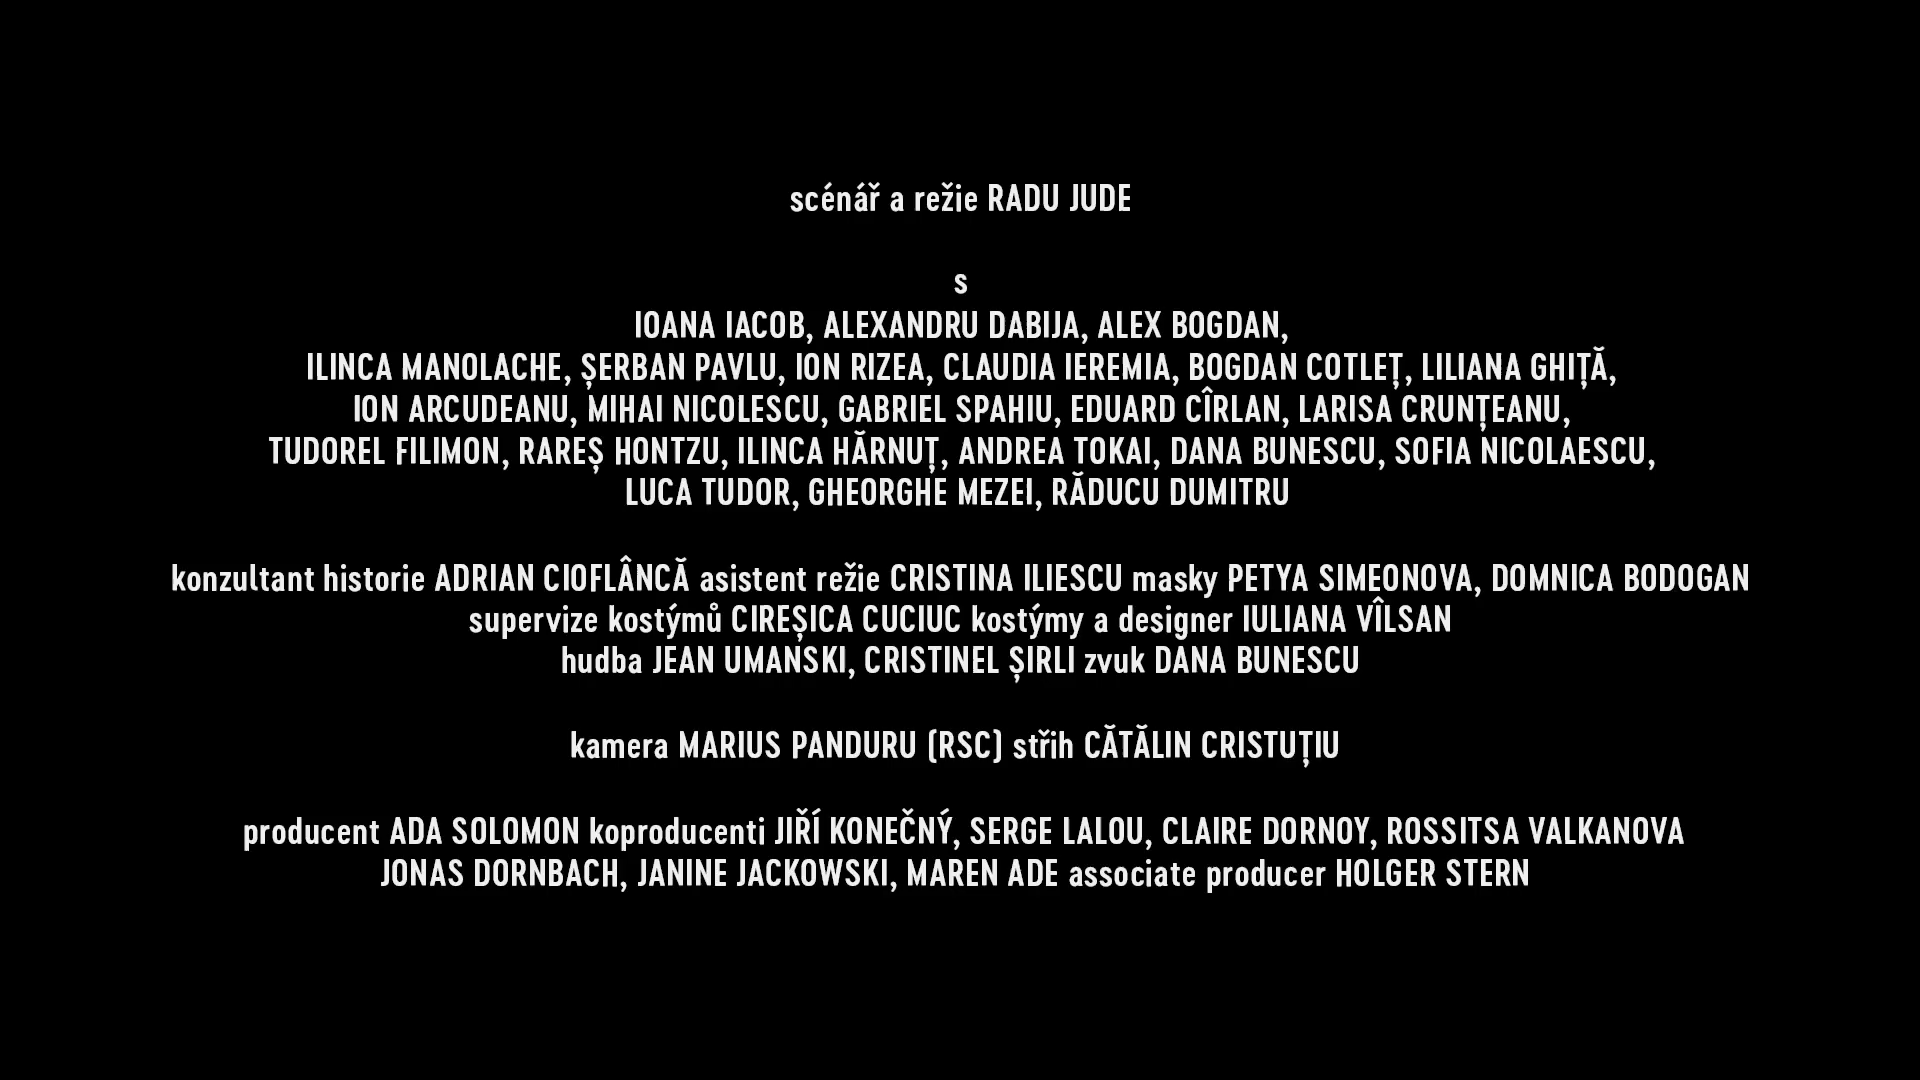 scénář a režie RADU JUDE
s
IOANA IACOB, ALEXANDRU DABIJA, ALEX BOGDAN,
ILINCA MANOLACHE, ȘERBAN PAVLU, ION RIZEA, CLAUDIA IEREMIA, BOGDAN COTLEȚ, LILIANA GHIȚĂ,
ION ARCUDEANU, MIHAI NICOLESCU, GABRIEL SPAHIU, EDUARD CÎRLAN, LARISA CRUNȚEANU,
TUDOREL FILIMON, RAREȘ HONTZU, ILINCA HĂRNUȚ, ANDREA TOKAI, DANA BUNESCU, SOFIA NICOLAESCU,
LUCA TUDOR, GHEORGHE MEZEI, RĂDUCU DUMITRU
konzultant historie ADRIAN CIOFLÂNCĂ asistent režie CRISTINA ILIESCU masky PETYA SIMEONOVA, DOMNICA BODOGAN
supervize kostýmů CIREȘICA CUCIUC kostýmy a designer IULIANA VÎLSAN
hudba JEAN UMANSKI, CRISTINEL ȘIRLI zvuk DANA BUNESCU
kamera MARIUS PANDURU (RSC) střih CĂTĂLIN CRISTUȚIU
producent ADA SOLOMON koproducenti JIŘÍ KONEČNÝ, SERGE LALOU, CLAIRE DORNOY, ROSSITSA VALKANOVA
JONAS DORNBACH, JANINE JACKOWSKI, MAREN ADE associate producer HOLGER STERN